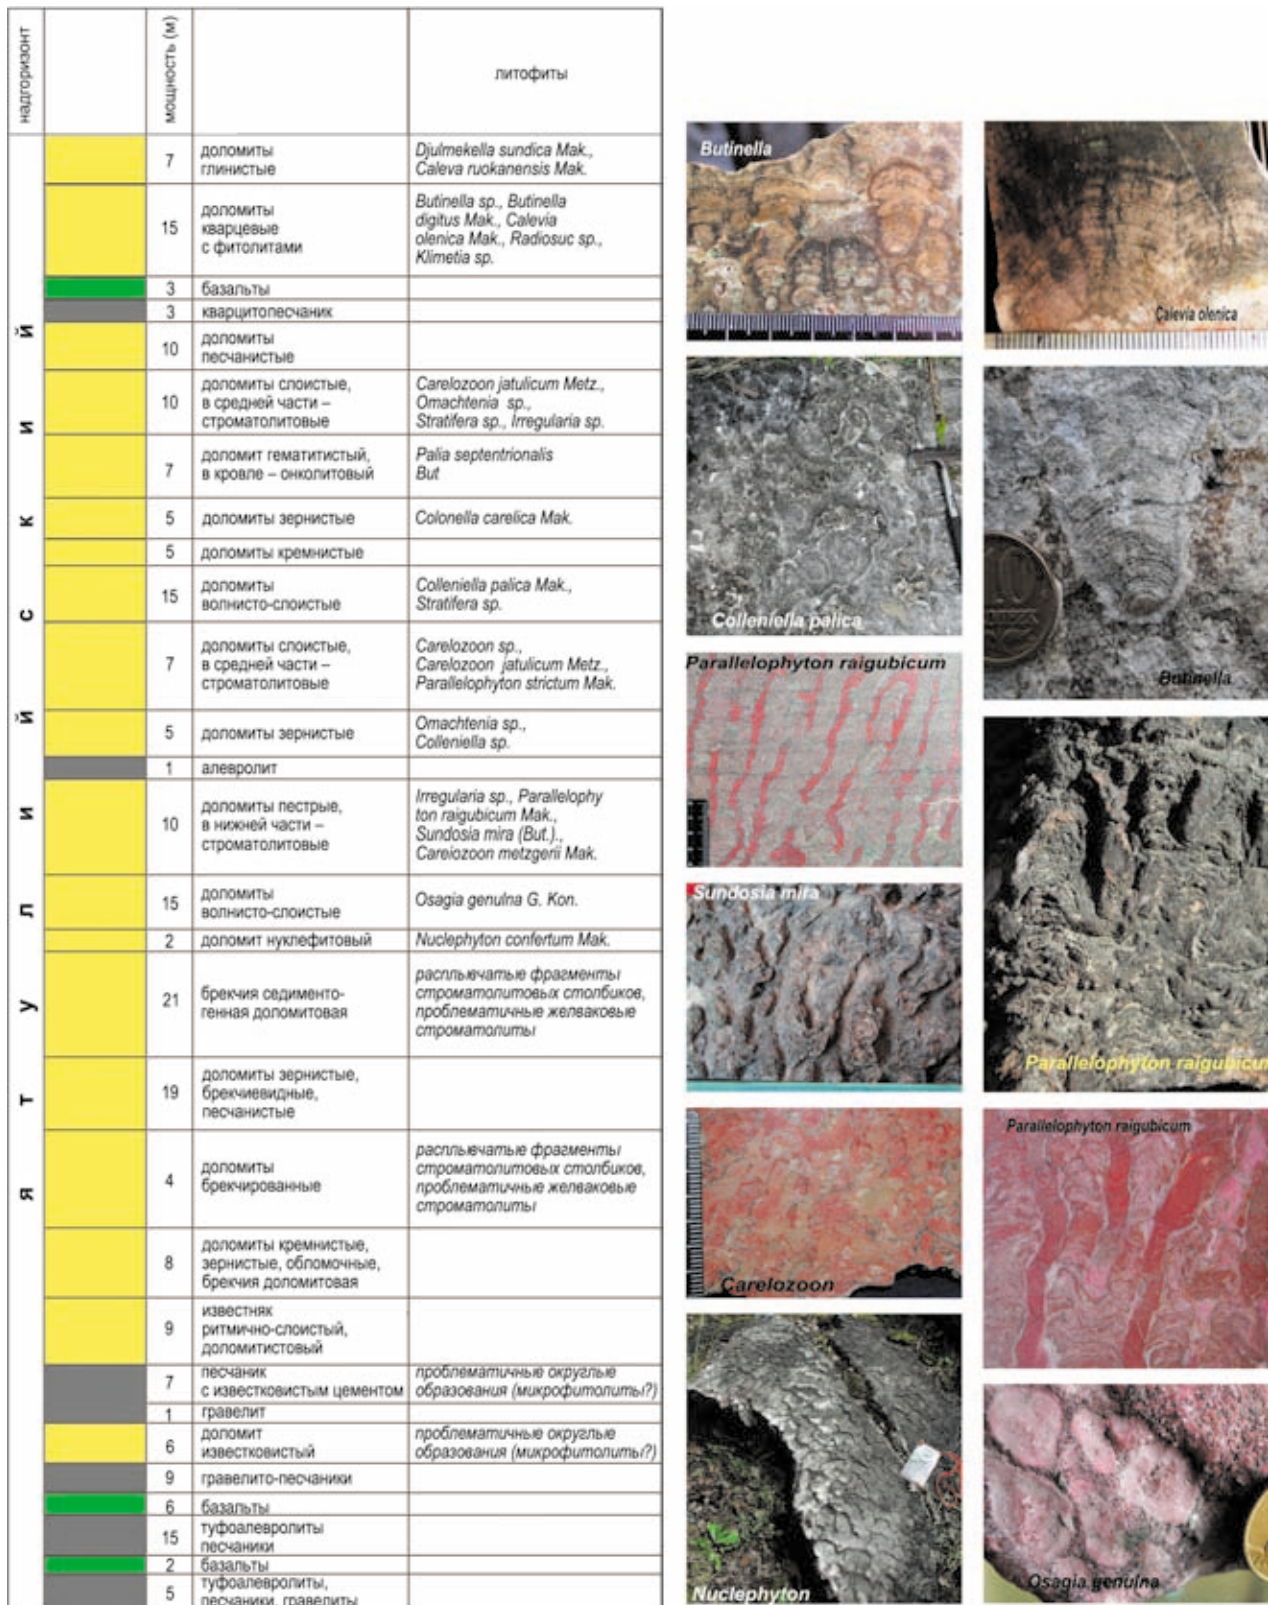 надгоризонт
мощность (м)
литофиты
ЯТУЛИЙСКИЙ
7
доломиты
глинистые
Djulmekella sundica Mak.,
Caleva ruokanensis Mak.
15
доломиты
кварцевые
с фитолитами
Butinella sp., Butinella
digitus Mak., Calevia
olenica Mak., Radiosuc sp.,
Klimetia sp.
3
базальты
3
кварцитопесчаник
10
доломиты
песчанистые
10
доломиты слоистые,
в средней части –
строматолитовые
Carelozoon jatulicum Metz.,
Omachtenia sp.,
Stratifera sp., Irregularia sp.
7
доломит гематитистый,
в кровле – онколитовый
Palia septentrionalis
But
5
доломиты зернистые
Colonella carelica Mak.
5
доломиты кремнистые
15
доломиты
волнисто-слоистые
Colleniella palica Mak.,
Stratifera sp.
7
доломиты слоистые,
в средней части –
строматолитовые
Carelozoon sp.,
Carelozoon jatulicum Metz.,
Parallelophyton strictum Mak.
5
доломиты зернистые
Omachtenia sp.,
Colleniella sp.
1
алевролит
10
доломиты пестрые,
в нижней части –
строматолитовые
Irregularia sp., Parallelophy
ton raigubicum Mak.,
Sundosia mira (But.).,
Careiozoon metzgerii Mak.
15
доломиты
волнисто-слоистые
Osagia genulna G. Kon.
2
доломит нуклефитовый
Nuclephyton confertum Mak.
21
брекчия седименто-
генная доломитовая
расплывчатые фрагменты
строматолитовых столбиков,
проблематичные желваковые
строматолиты
19
доломиты зернистые,
брекчиевидные,
песчанистые
4
доломиты
брекчированные
расплывчатые фрагменты
строматолитовых столбиков,
проблематичные желваковые
строматолиты
8
доломиты кремнистые,
зернистые, обломочные,
брекчия доломитовая
9
известняк
ритмично-слоистый,
доломитистовый
7
песчаник
с известковистым цементом
проблематичные округлые
образования (микрофитолиты?)
1
гравелит
6
доломит
известковистый
проблематичные округлые
образования (микрофитолиты?)
9
гравелито-песчаники
6
базальты
15
туфоалевролиты
песчаники
2
базальты
5
туфоалевролиты,
песчаники, гравелиты
Butinella
Calevia olenica
Colleniella palica
10
Butinella
Parallelophyton raigubicum
Sundosia mira
Parallelophyton raigubicum
Carelozoon
Parallelophyton raigubicum
Nuclephyton
Osagia genulna